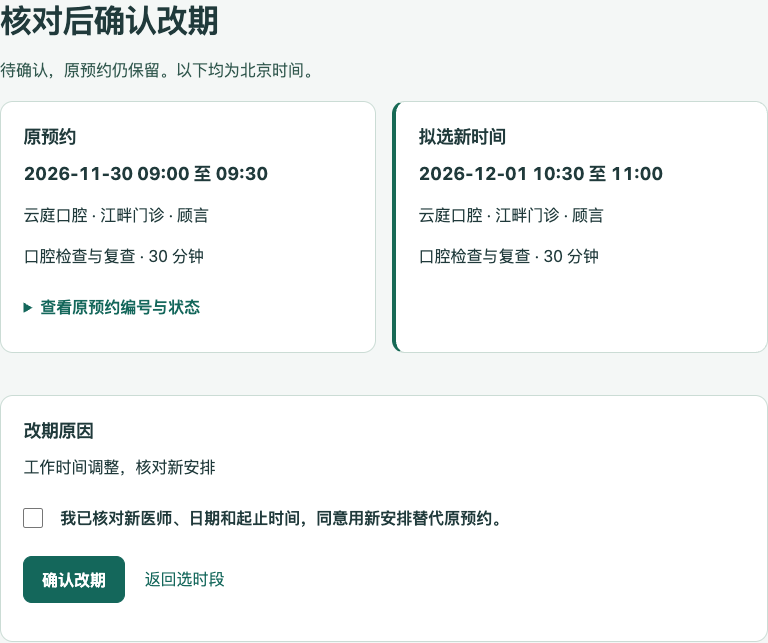 核对后确认改期
待确认，原预约仍保留。以下均为北京时间。
原预约
2026-11-30 09:00 至 09:30
云庭口腔 · 江畔门诊 · 顾言
口腔检查与复查 · 30 分钟
查看原预约编号与状态
拟选新时间
2026-12-01 10:30 至 11:00
云庭口腔 · 江畔门诊 · 顾言
口腔检查与复查 · 30 分钟
改期原因
工作时间调整，核对新安排
我已核对新医师、日期和起止时间，同意用新安排替代原预约。
确认改期
返回选时段